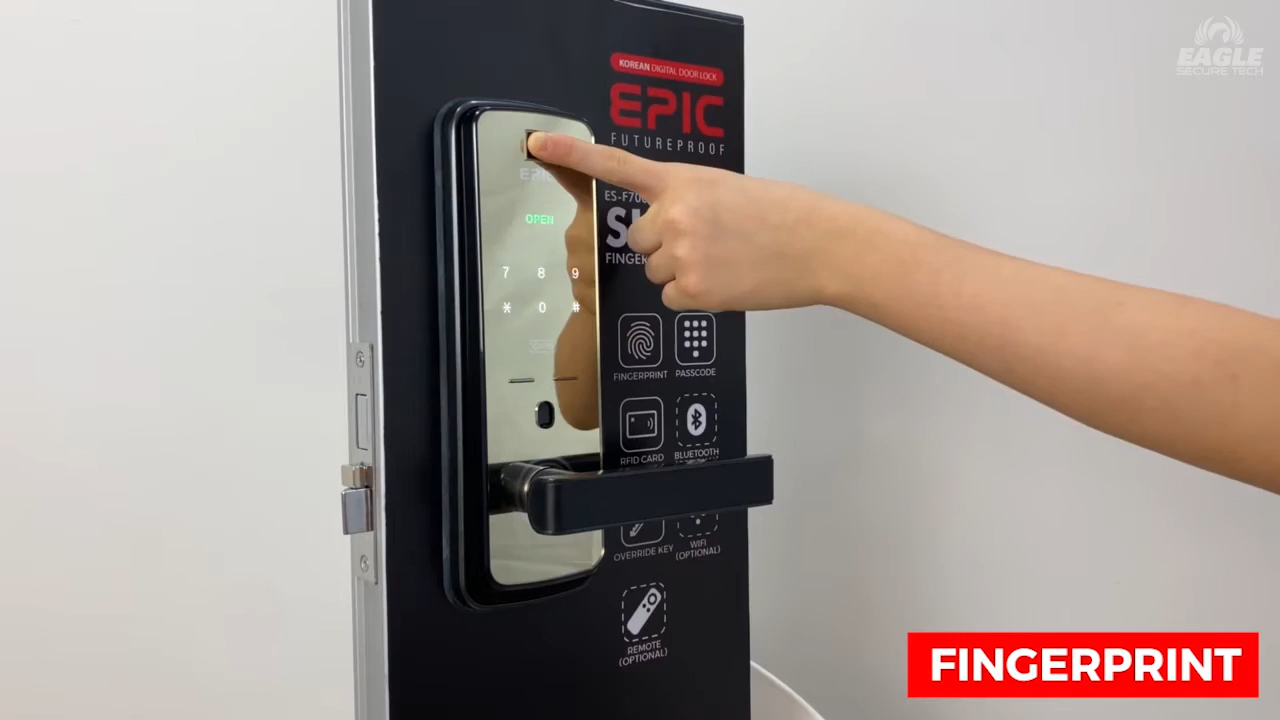 EAGLE
SECURE TECH
KOREAN DIGITAL DOOR LOCK
EPIC
FUTUREPROOF
OPEN
7 8 9
* 0 #
FINGERPRINT
PASSCODE
RFID CARD
BLUETOOTH
OVERRIDE KEY
WIFI
(OPTIONAL)
REMOTE
(OPTIONAL)
FINGERPRINT